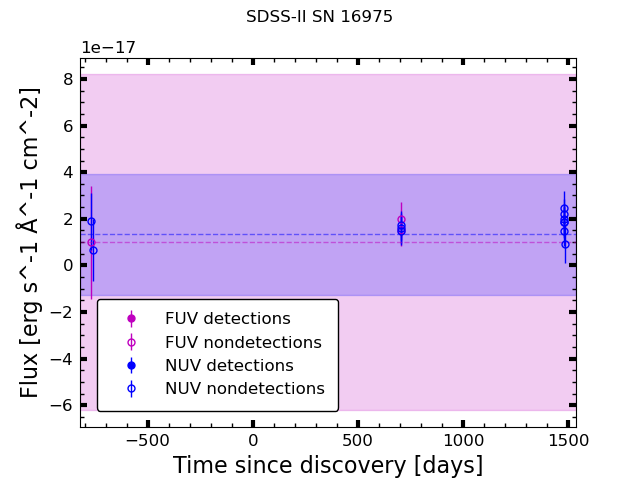 SDSS-II SN 16975
1e−17
8
6
4
2
0
−2
−4
−6
Flux [erg s^-1 Å^-1 cm^-2]
FUV detections
FUV nondetections
NUV detections
NUV nondetections
−500 0 500 1000 1500
Time since discovery [days]